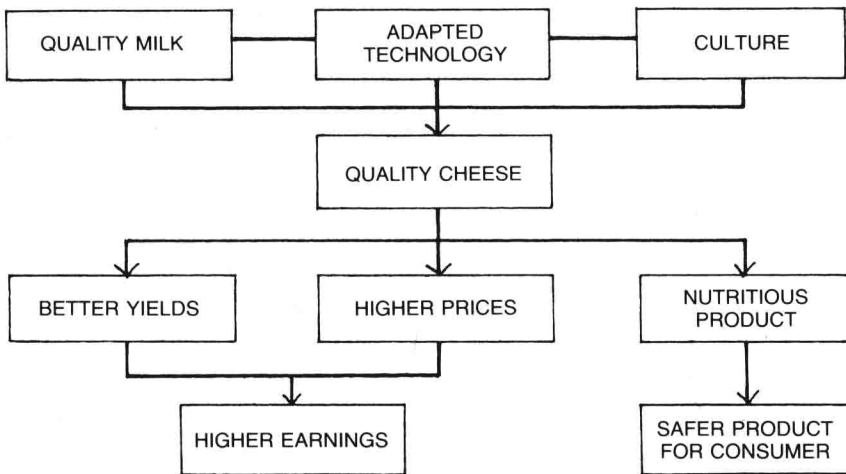 QUALITY MILK
ADAPTED
TECHNOLOGY
CULTURE
QUALITY CHEESE
BETTER YIELDS
HIGHER PRICES
NUTRITIOUS
PRODUCT
HIGHER EARNINGS
SAFER PRODUCT
FOR CONSUMER